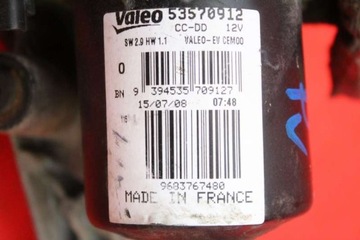 Valeo 53570912
CC-DD 12V
SW 2.9 HW 1.1 VALEO-EV CEMOD
0
BN 9 394535 709127
15/07/08 07:48
9683767480
MADE IN FRANCE